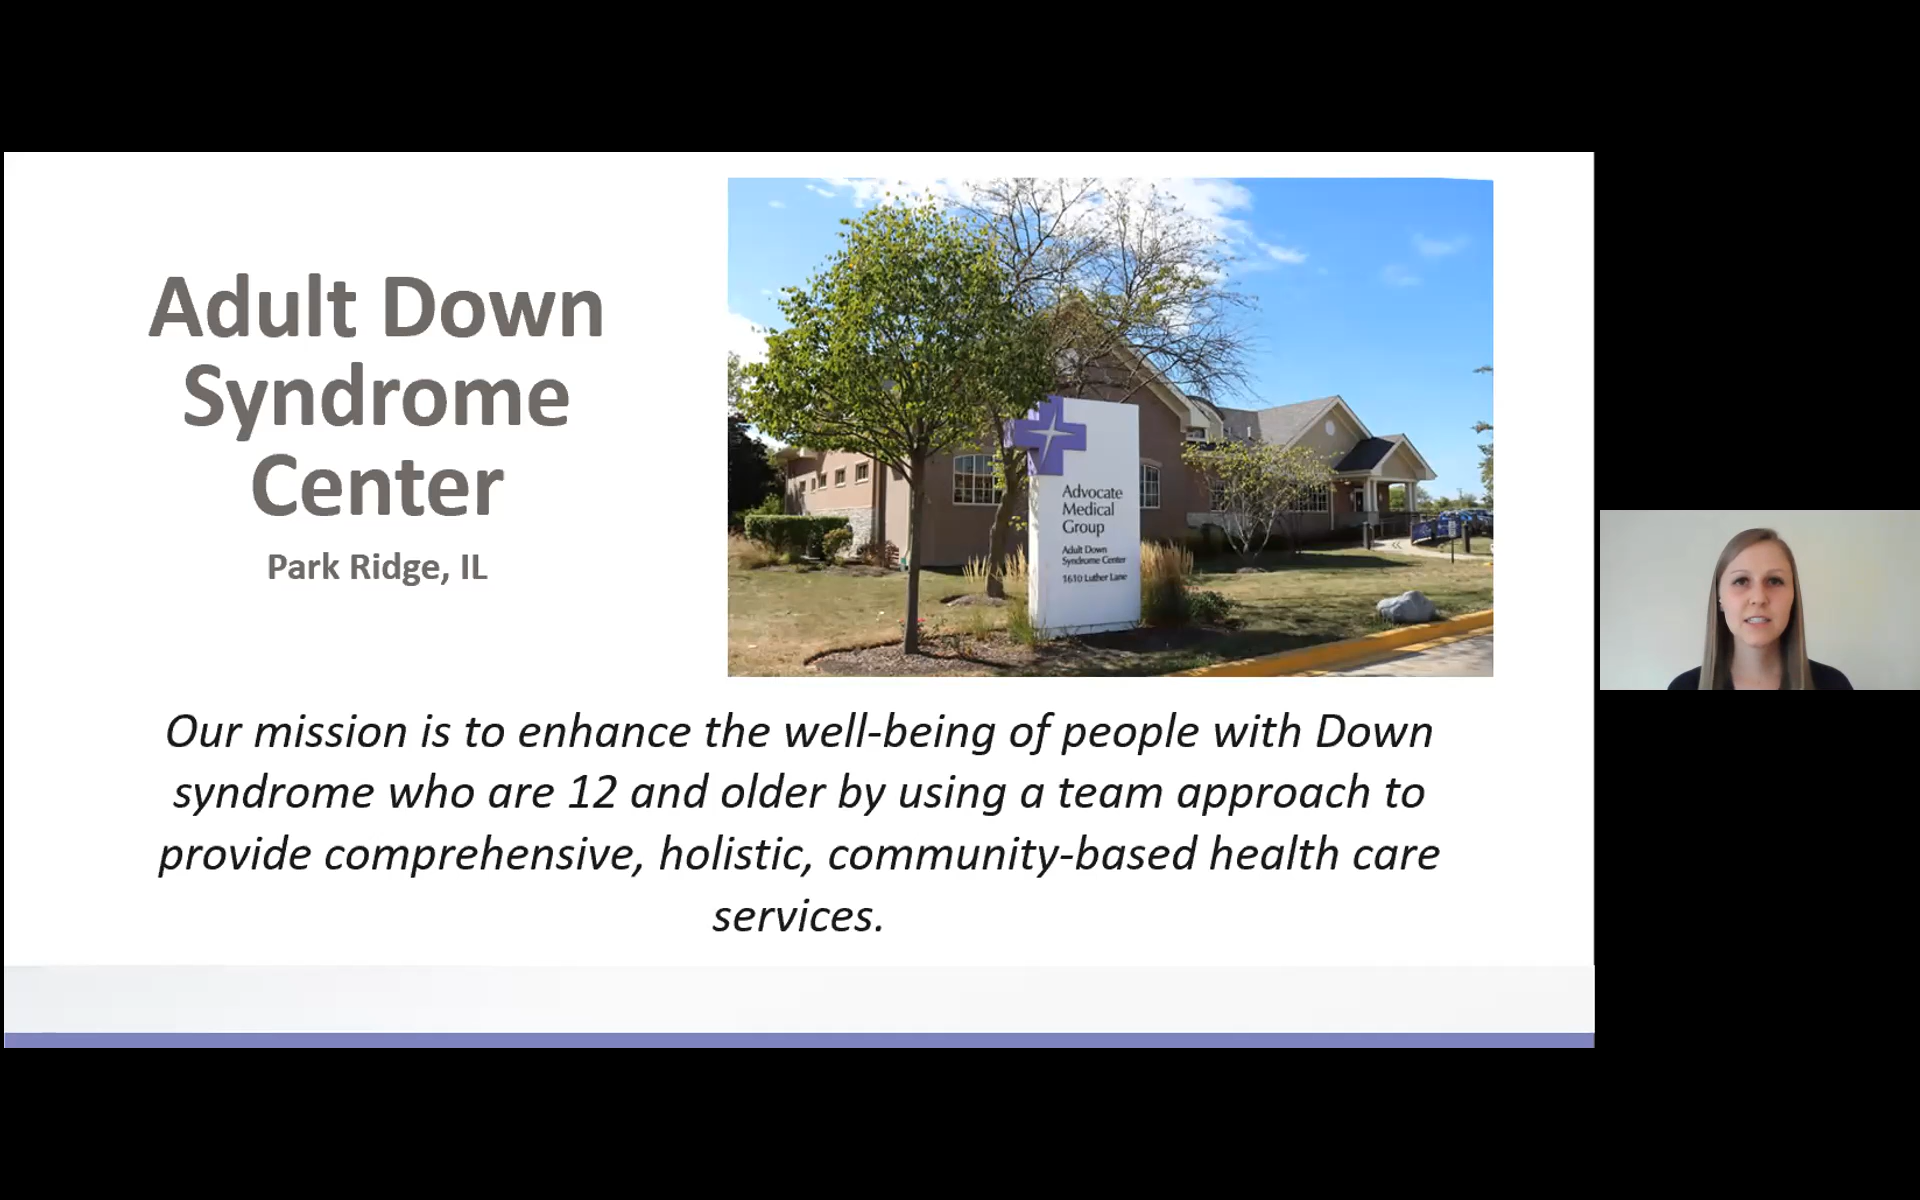 Adult Down
Syndrome
Center
Park Ridge, IL
Advocate
Medical
Group
Adult Down
Syndrome Center
1610 Luther Lane
Our mission is to enhance the well-being of people with Down
syndrome who are 12 and older by using a team approach to
provide comprehensive, holistic, community-based health care
services.